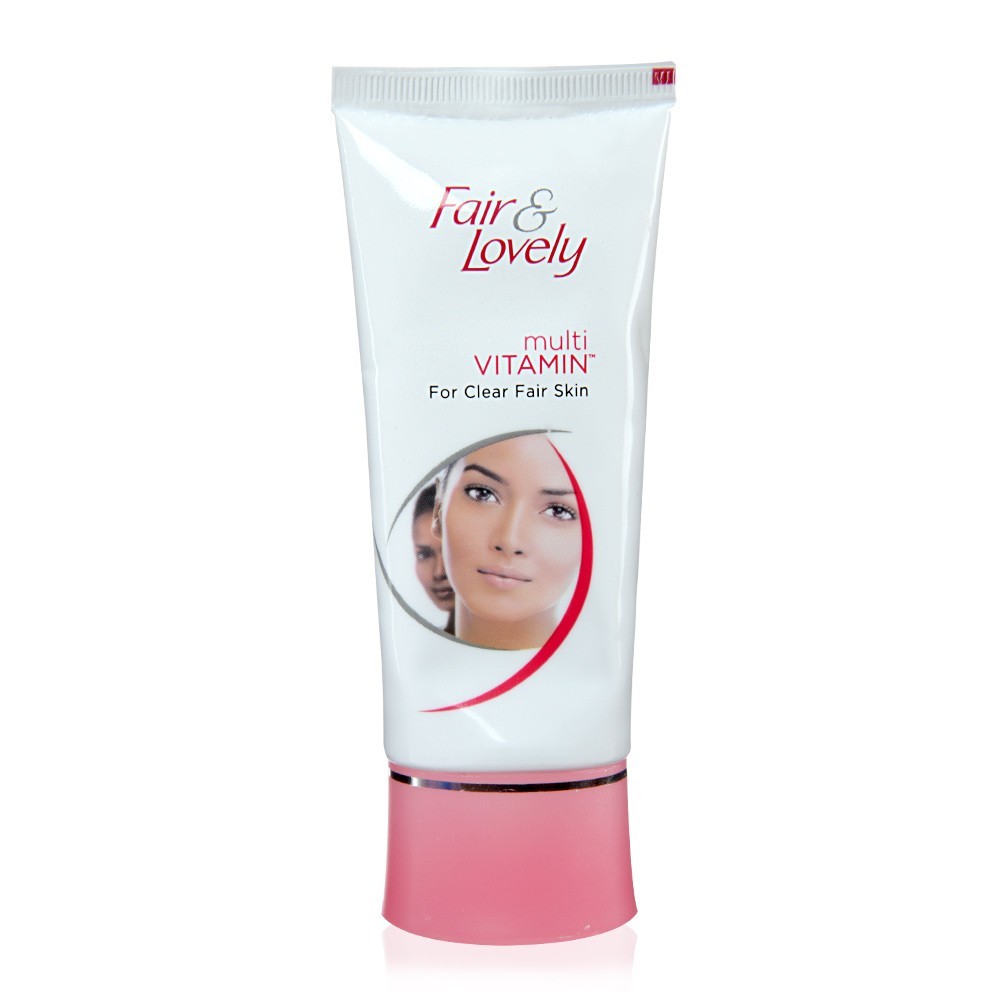 Fair &
Lovely
multi
VITAMIN™
For Clear Fair Skin